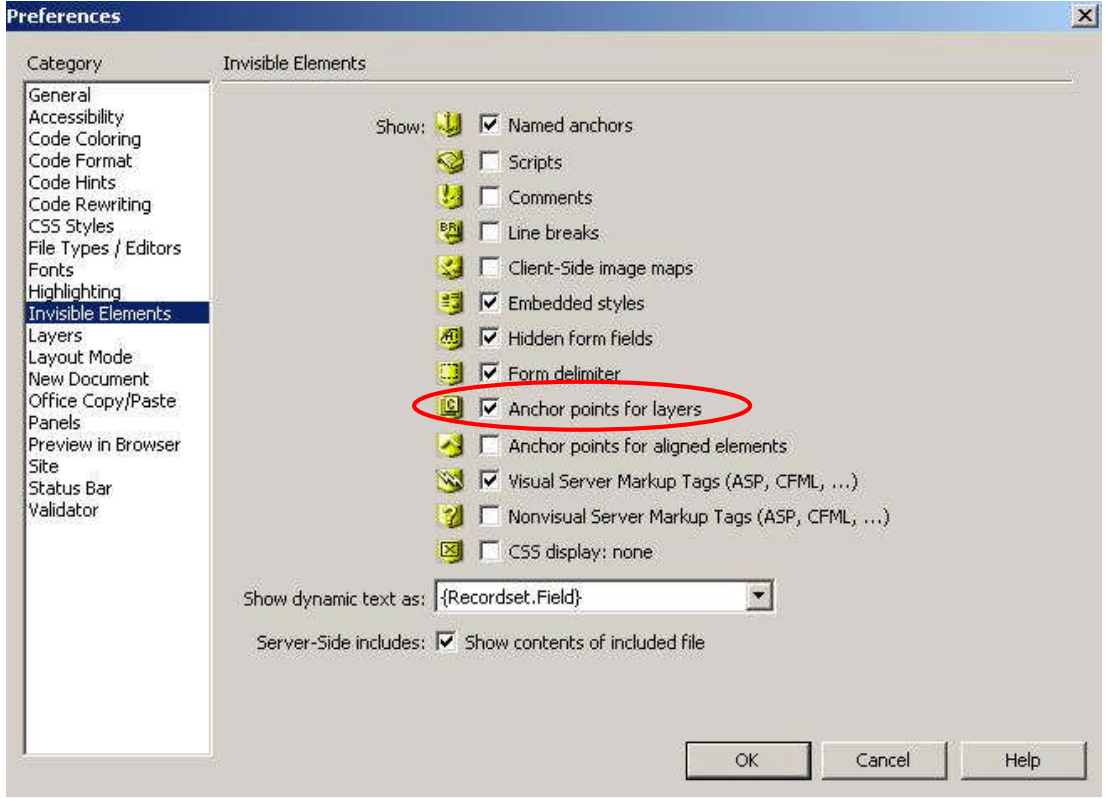 Preferences
Category
Invisible Elements
General
Accessibility
Code Coloring
Code Format
Code Hints
Code Rewriting
CSS Styles
File Types / Editors
Fonts
Highlighting
Invisible Elements
Layers
Layout Mode
New Document
Office Copy/Paste
Panels
Preview in Browser
Site
Status Bar
Validator
Show: Named anchors
Scripts
Comments
BR Line breaks
Client-Side image maps
Embedded styles
Hidden form fields
Form delimiter
C Anchor points for layers
Anchor points for aligned elements
Visual Server Markup Tags (ASP, CFML, ...)
Nonvisual Server Markup Tags (ASP, CFML, ...)
CSS display: none
Show dynamic text as: {Recordset.Field}
Server-Side includes: Show contents of included file
OK Cancel Help